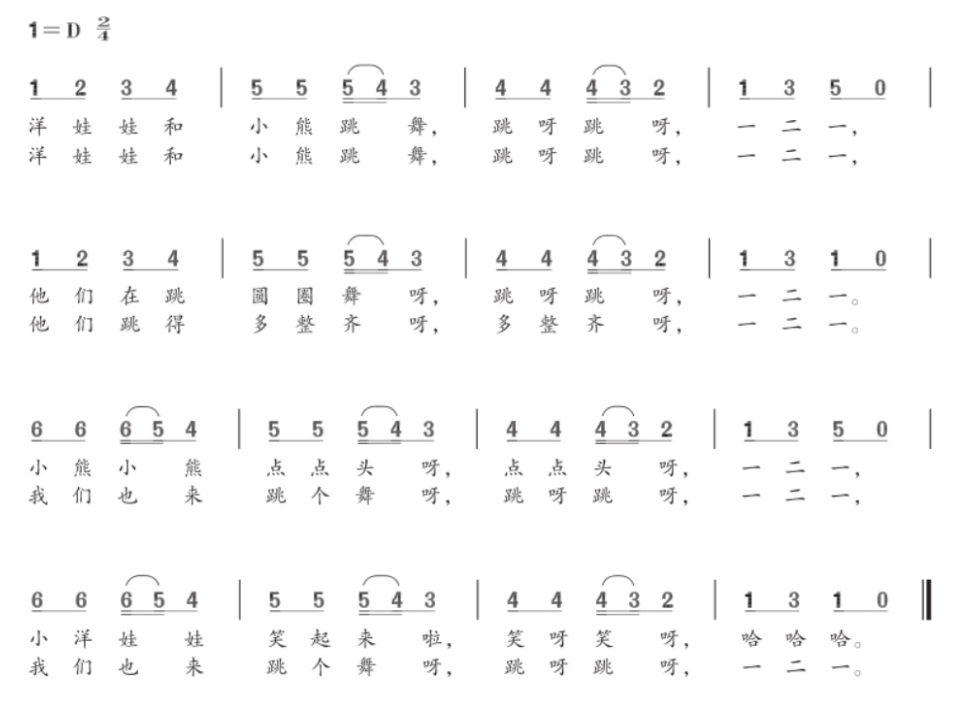 1=D 2/4
1 2 3 4 | 5 5 5 4 3 | 4 4 4 3 2 | 1 3 5 0 |
洋 娃 娃 和 小 熊 跳 舞, 跳 呀 跳 呀, 一 二 一,
洋 娃 娃 和 小 熊 跳 舞, 跳 呀 跳 呀, 一 二 一,
1 2 3 4 | 5 5 5 4 3 | 4 4 4 3 2 | 1 3 1 0 |
他 们 在 跳 圆 圈 舞 呀, 跳 呀 跳 呀, 一 二 一。
他 们 跳 得 多 整 齐 呀, 多 整 齐 呀, 一 二 一。
6 6 6 5 4 | 5 5 5 4 3 | 4 4 4 3 2 | 1 3 5 0 |
小 熊 小 熊 点 点 头 呀, 点 点 头 呀, 一 二 一,
我 们 也 来 跳 个 舞 呀, 跳 呀 跳 呀, 一 二 一,
6 6 6 5 4 | 5 5 5 4 3 | 4 4 4 3 2 | 1 3 1 0 ‖
小 洋 娃 娃 笑 起 来 啦, 笑 呀 笑 呀, 哈 哈 哈。
我 们 也 来 跳 个 舞 呀, 跳 呀 跳 呀, 一 二 一。